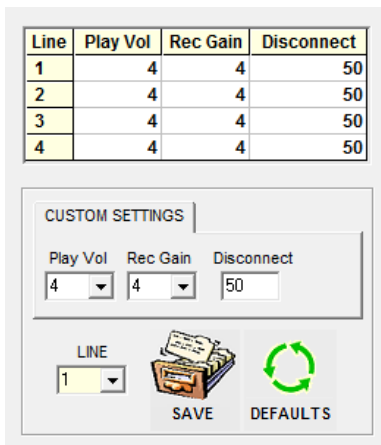 Line Play Vol Rec Gain Disconnect
1 4 4 50
2 4 4 50
3 4 4 50
4 4 4 50
CUSTOM SETTINGS
Play Vol Rec Gain Disconnect
4 4 50
LINE
1
SAVE DEFAULTS